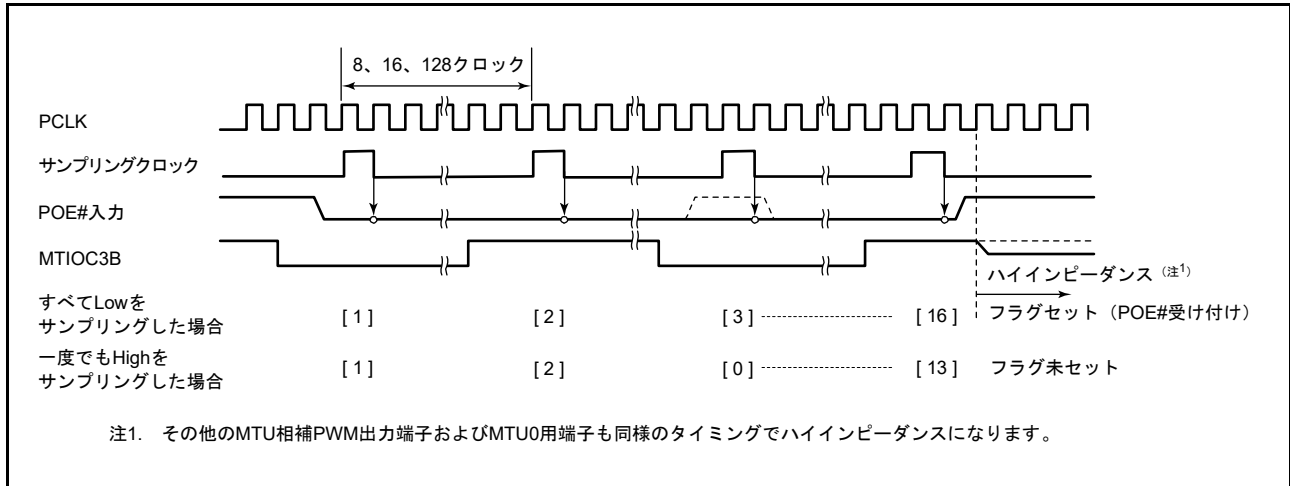 8、16、128クロック
PCLK
サンプリングクロック
POE#入力
MTIOC3B
ハイインピーダンス（注1）
すべてLowを
サンプリングした場合
[ 1 ] [ 2 ] [ 3 ] [ 16 ] フラグセット（POE#受け付け）
一度でもHighを
サンプリングした場合
[ 1 ] [ 2 ] [ 0 ] [ 13 ] フラグ未セット
注1. その他のMTU相補PWM出力端子およびMTU0用端子も同様のタイミングでハイインピーダンスになります。